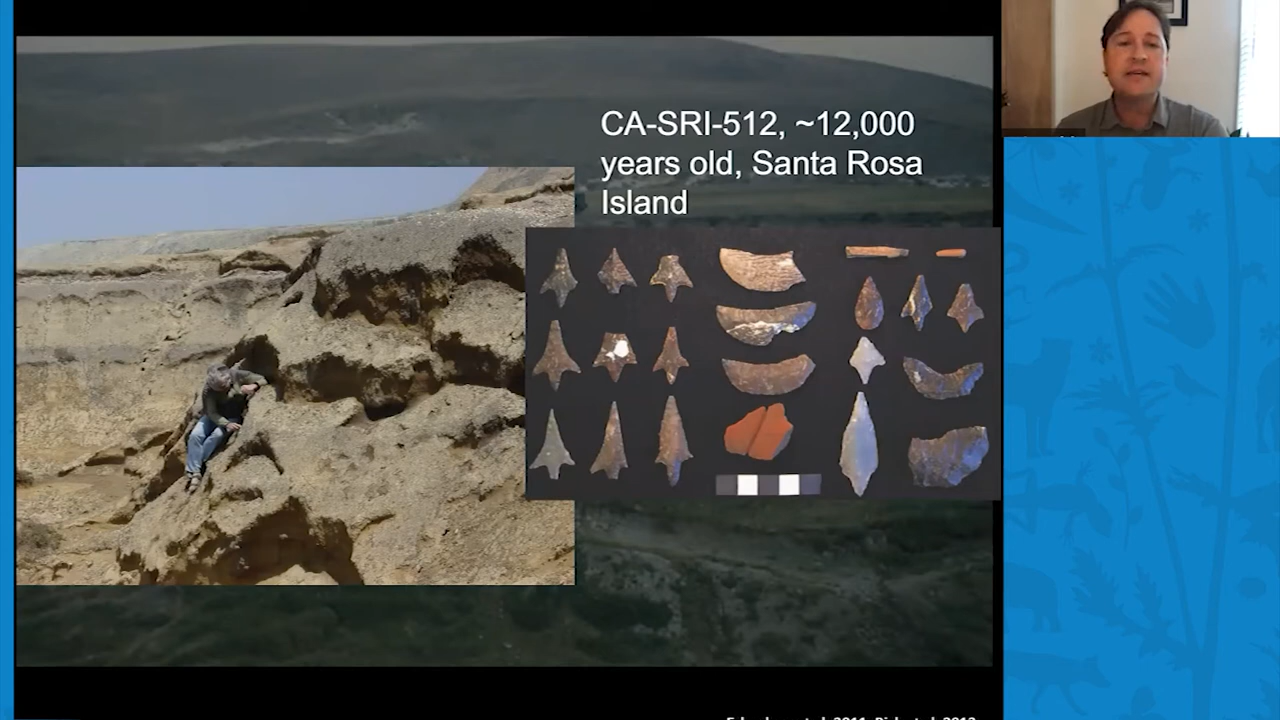 CA-SRI-512, ~12,000
years old, Santa Rosa
Island